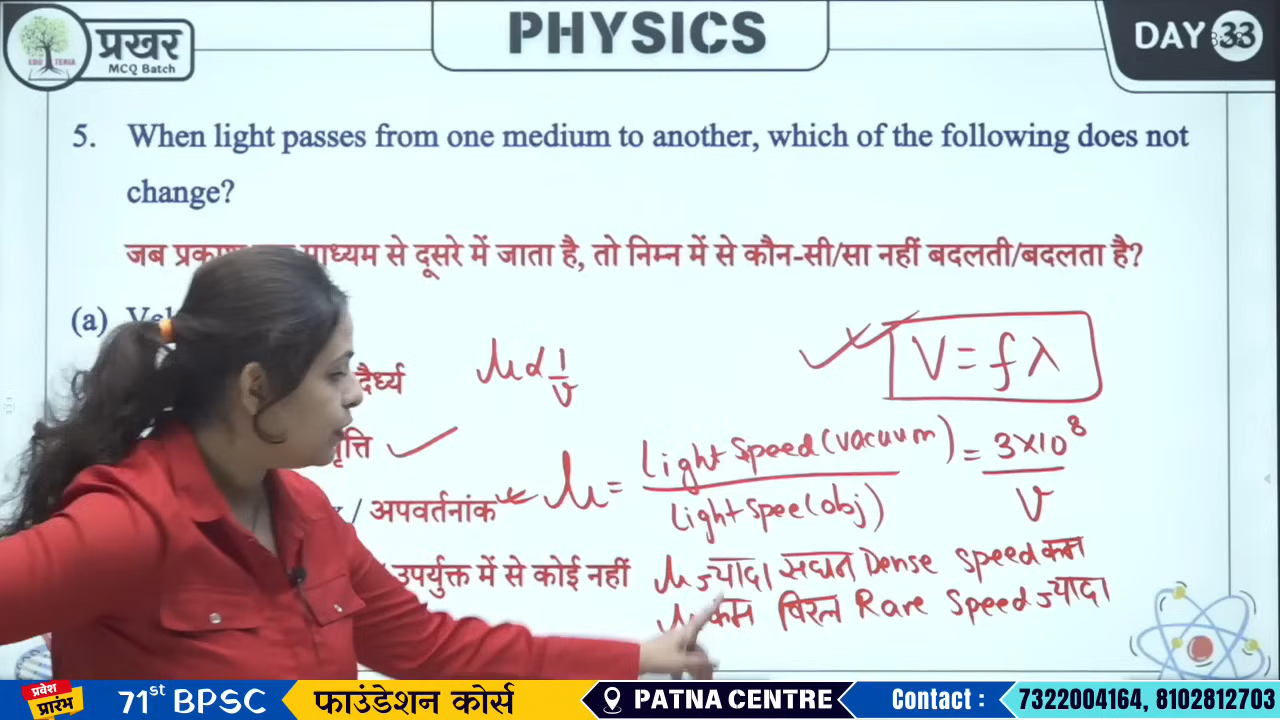 EDU TERIA
प्रखर
MCQ Batch
PHYSICS
DAY 33
5. When light passes from one medium to another, which of the following does not
change?
माध्यम से दूसरे में जाता है, तो निम्न में से कौन-सी/सा नहीं बदलती/बदलता है?
(a)
V = fλ
μ ∝ 1/v
μ = Light Speed (vacuum) / Light Spee(obj) = 3×10⁸ / v
/ अपवर्तनांक
उपर्युक्त में से कोई नहीं
μ ज्यादा सघन Dense Speed कम
μ कम विरल Rare Speed ज्यादा
प्रवेश
प्रारंभ
71st BPSC
फाउंडेशन कोर्स
PATNA CENTRE
Contact :
7322004164, 8102812703